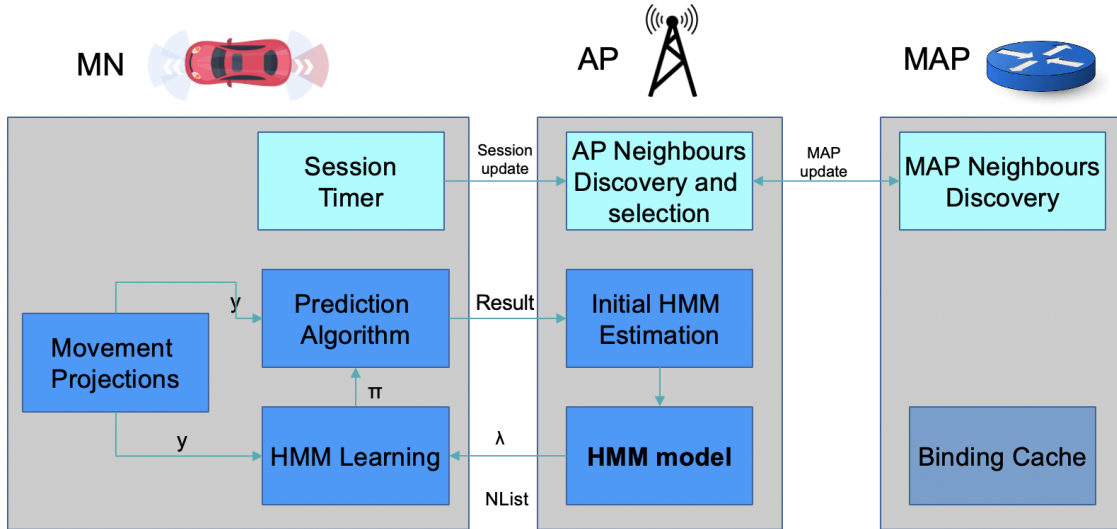 MN
AP
MAP
Session
Timer
Session
update
AP Neighbours
Discovery and
selection
MAP
update
MAP Neighbours
Discovery
y
Prediction
Algorithm
Result
Initial HMM
Estimation
Movement
Projections
π
y
HMM Learning
λ
HMM model
Binding Cache
NList